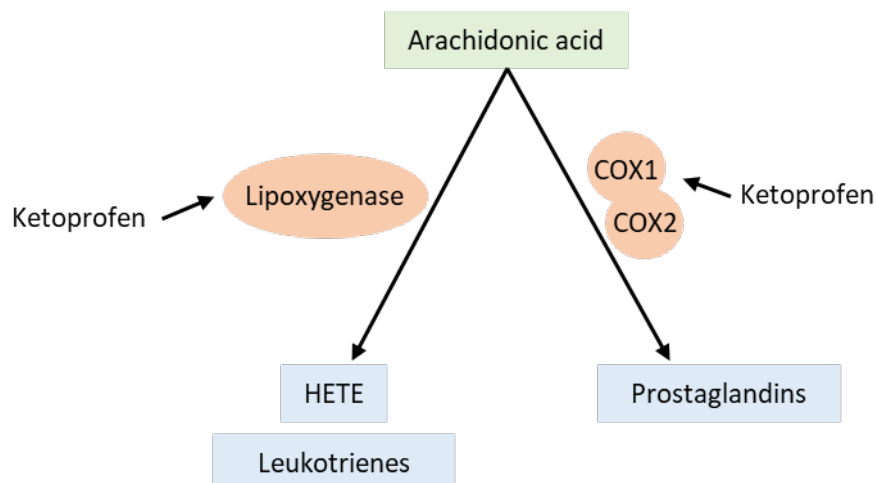 Arachidonic acid
COX1
Lipoxygenase
Ketoprofen
Ketoprofen
COX2
HETE
Prostaglandins
Leukotrienes